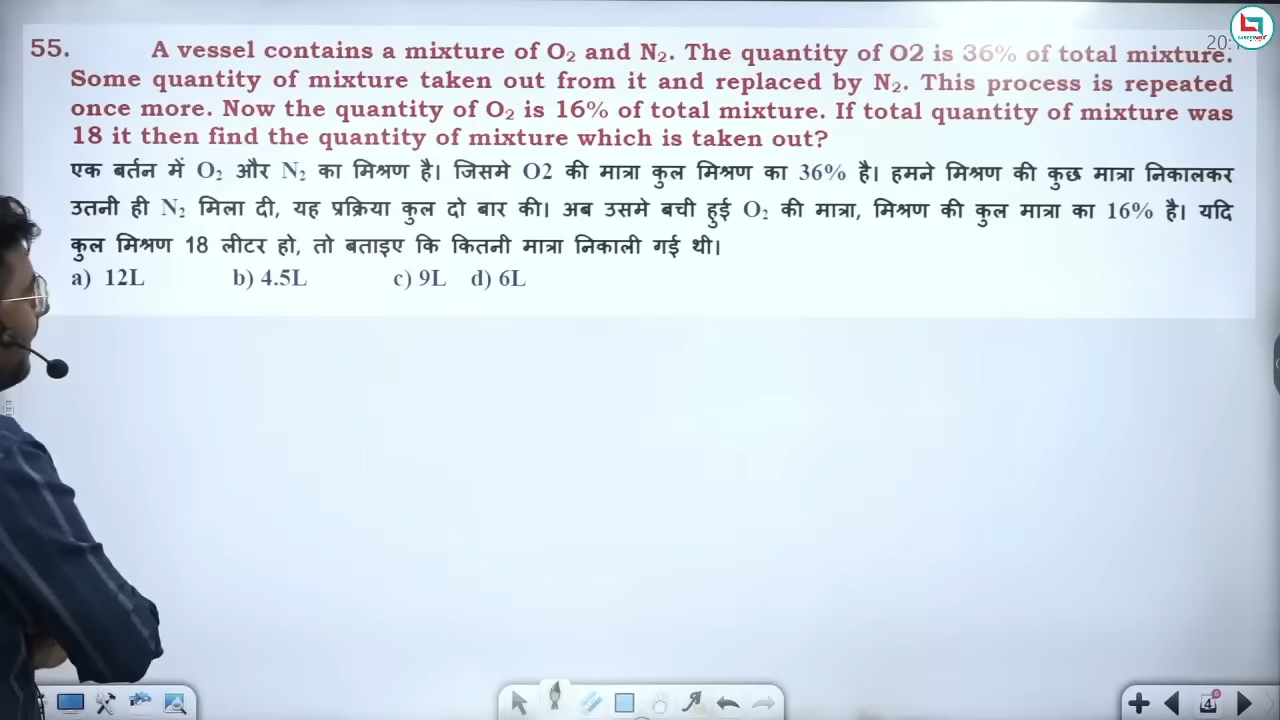 55. A vessel contains a mixture of O₂ and N₂. The quantity of O2 is 36% of total mixture.
Some quantity of mixture taken out from it and replaced by N₂. This process is repeated
once more. Now the quantity of O₂ is 16% of total mixture. If total quantity of mixture was
18 it then find the quantity of mixture which is taken out?
एक बर्तन में O₂ और N₂ का मिश्रण है। जिसमे O2 की मात्रा कुल मिश्रण का 36% है। हमने मिश्रण की कुछ मात्रा निकालकर
उतनी ही N₂ मिला दी, यह प्रक्रिया कुल दो बार की। अब उसमे बची हुई O₂ की मात्रा, मिश्रण की कुल मात्रा का 16% है। यदि
कुल मिश्रण 18 लीटर हो, तो बताइए कि कितनी मात्रा निकाली गई थी।
a) 12L b) 4.5L c) 9L d) 6L